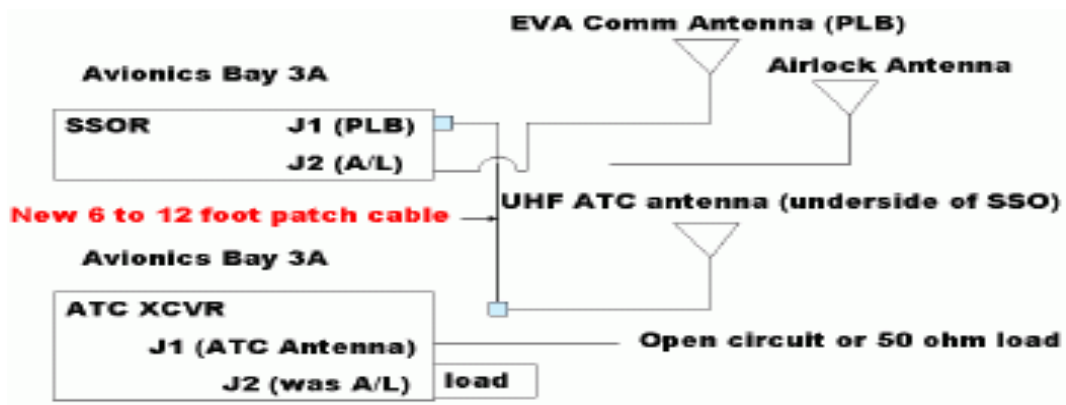 EVA Comm Antenna (PLB)
Airlock Antenna
Avionics Bay 3A
SSOR J1 (PLB)
J2 (A/L)
New 6 to 12 foot patch cable
UHF ATC antenna (underside of SSO)
Avionics Bay 3A
ATC XCVR
J1 (ATC Antenna)
Open circuit or 50 ohm load
J2 (was A/L) load